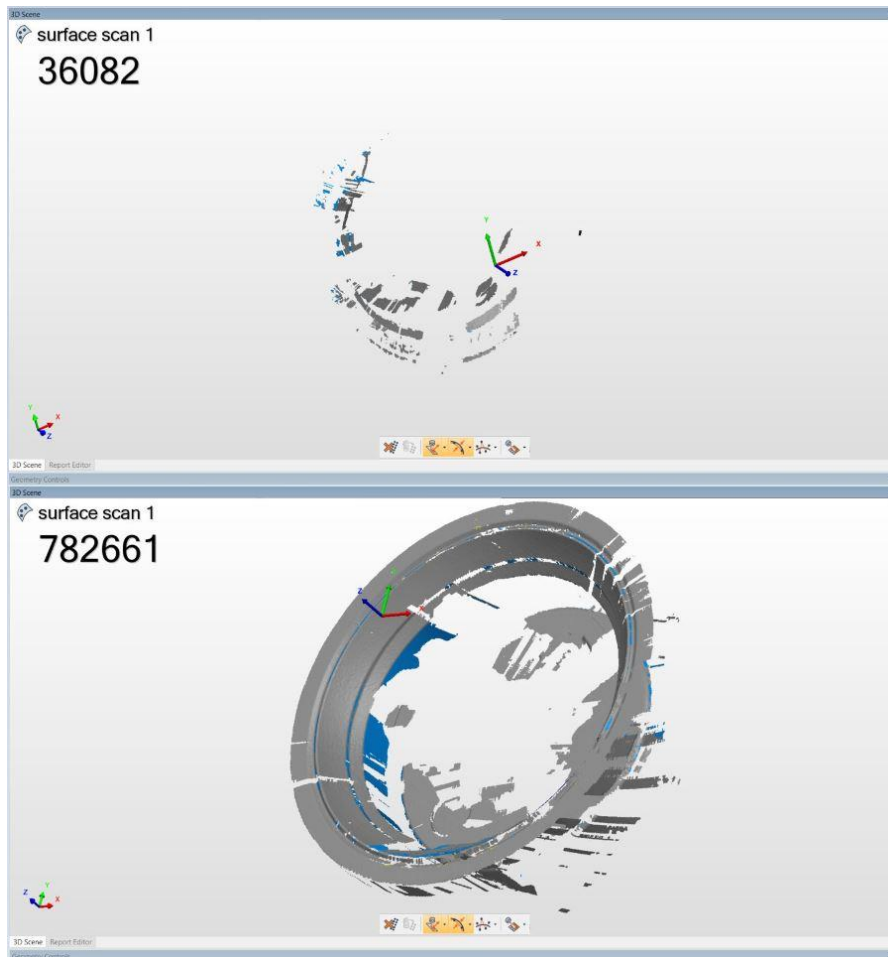 3D Scene
surface scan 1
36082
Y
X
Z
Y
X
Z
3D Scene Report Editor
Geometry Controls
3D Scene
surface scan 1
782661
Z
Z
Y
X
3D Scene Report Editor
Geometry Controls